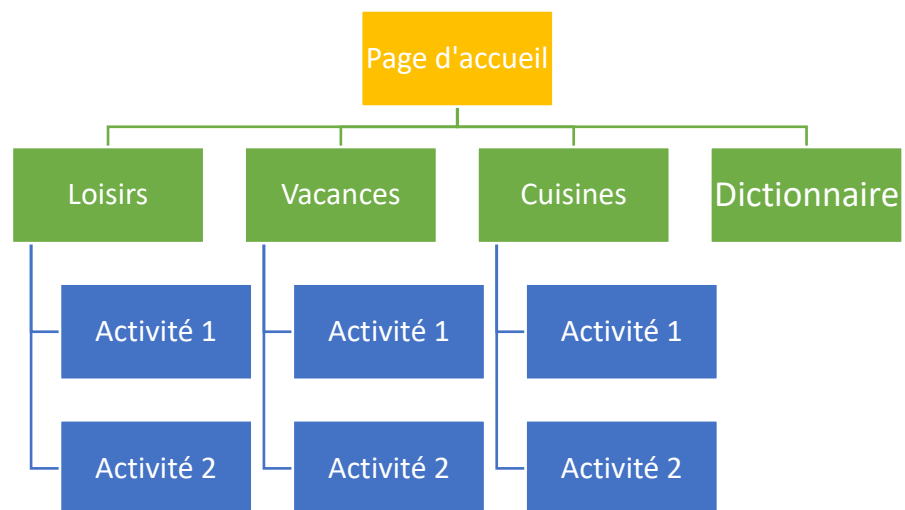 Page d'accueil
Loisirs
Vacances
Cuisines
Dictionnaire
Activité 1
Activité 1
Activité 1
Activité 2
Activité 2
Activité 2